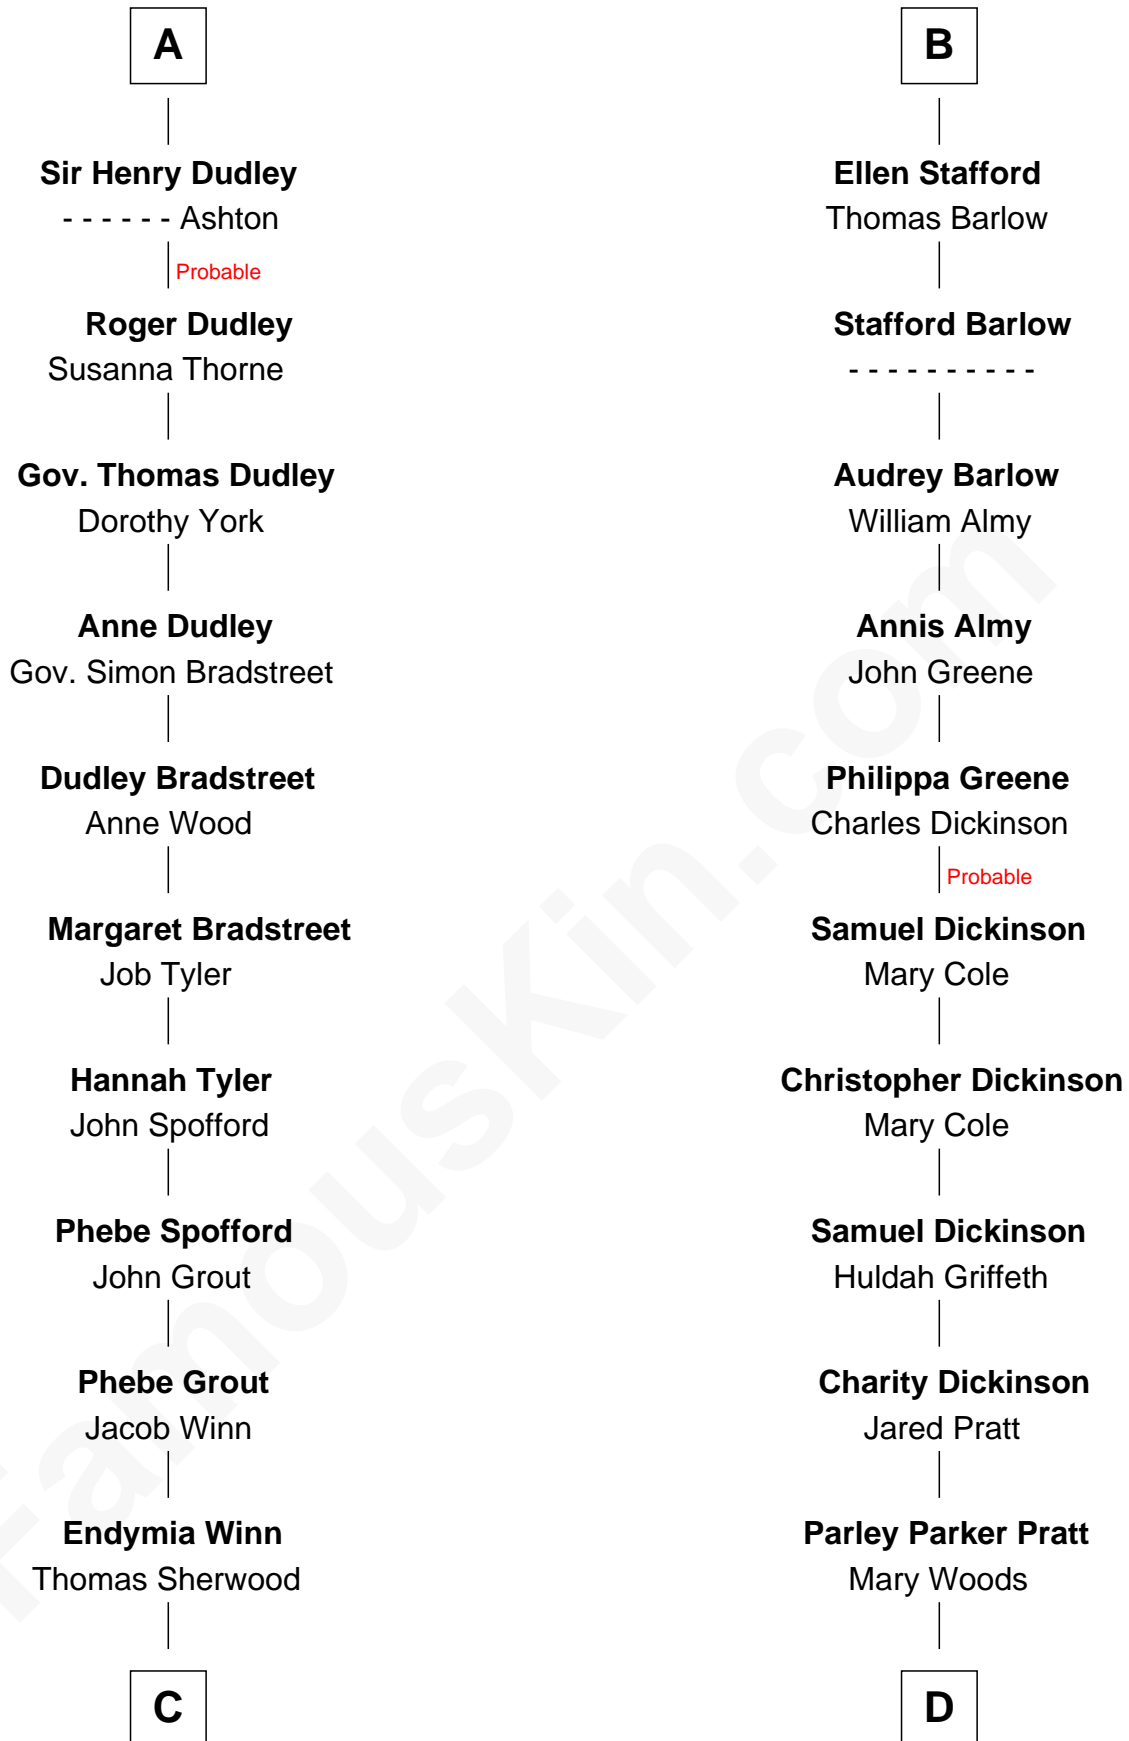 A
Sir Henry Dudley
- - - - - - Ashton
Probable
Roger Dudley
Susanna Thorne
Gov. Thomas Dudley
Dorothy York
Anne Dudley
Gov. Simon Bradstreet
Dudley Bradstreet
Anne Wood
Margaret Bradstreet
Job Tyler
Hannah Tyler
John Spofford
Phebe Spofford
John Grout
Phebe Grout
Jacob Winn
Endymia Winn
Thomas Sherwood
C
B
Ellen Stafford
Thomas Barlow
Stafford Barlow
- - - - - - - - - -
Audrey Barlow
William Almy
Annis Almy
John Greene
Philippa Greene
Charles Dickinson
Probable
Samuel Dickinson
Mary Cole
Christopher Dickinson
Mary Cole
Samuel Dickinson
Huldah Griffeth
Charity Dickinson
Jared Pratt
Parley Parker Pratt
Mary Woods
D
FamousKin.com